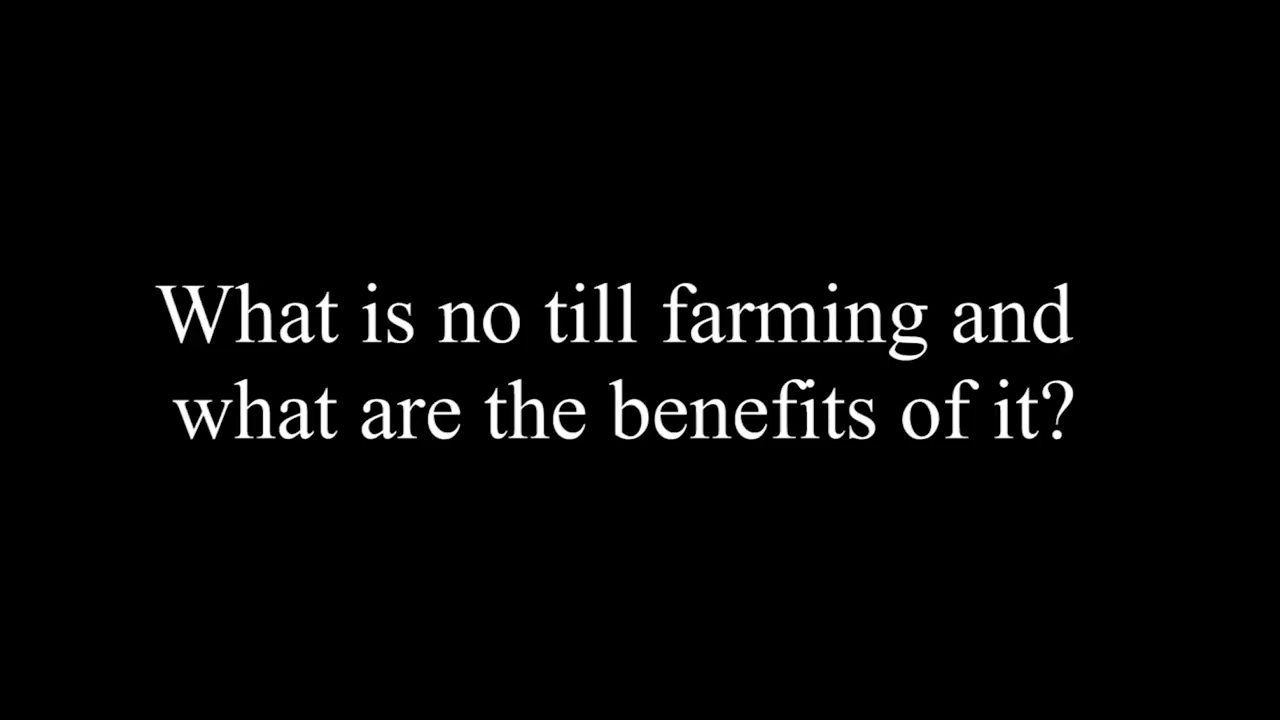 What is no till farming and
what are the benefits of it?